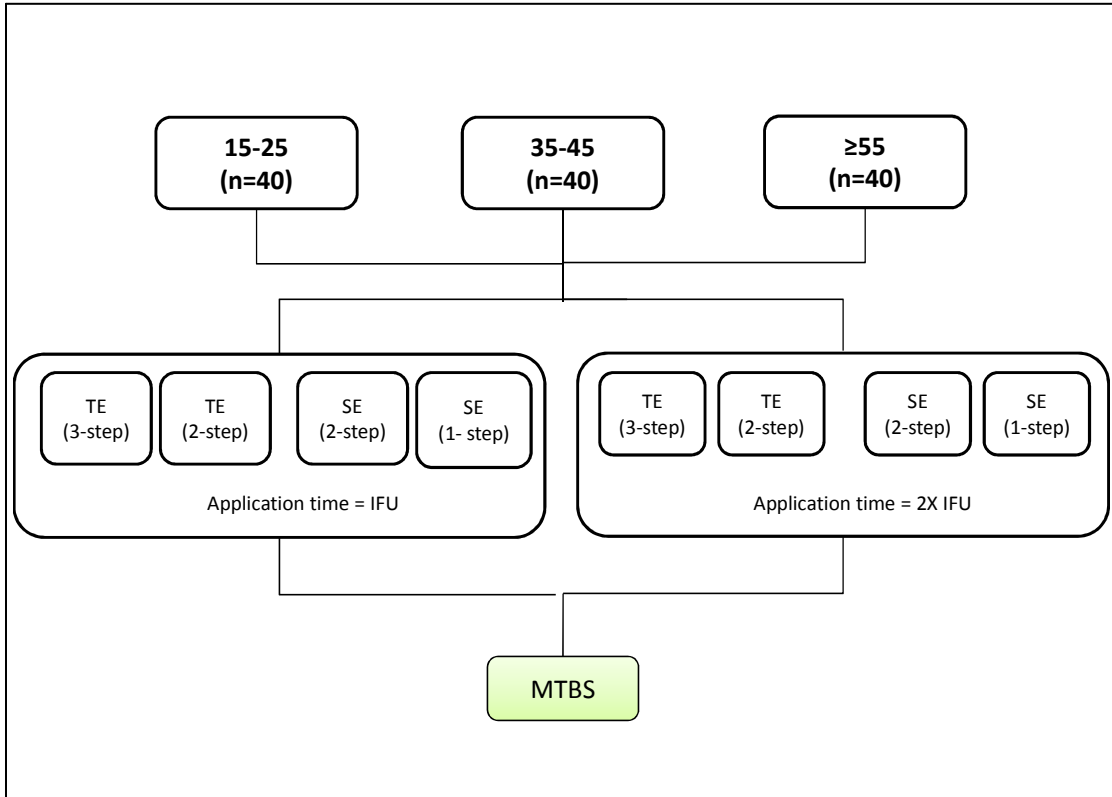 15-25
(n=40)
35-45
(n=40)
≥55
(n=40)
TE
(3-step)
TE
(2-step)
SE
(2-step)
SE
(1- step)
Application time = IFU
TE
(3-step)
TE
(2-step)
SE
(2-step)
SE
(1-step)
Application time = 2X IFU
MTBS